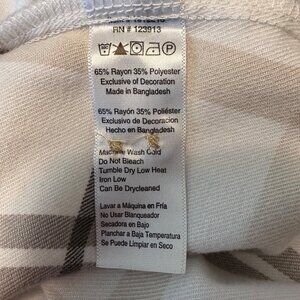 RN # 123913
65% Rayon 35% Polyester
Exclusive of Decoration
Made in Bangladesh
65% Rayon 35% Poliéster
Exclusivo de Decoracion
Hecho en Bangladesh
Machine Wash Cold
Do Not Bleach
Tumble Dry Low Heat
Iron Low
Can Be Drycleaned
Lavar a Máquina en Fría
No Usar Blanqueador
Secadora en Bajo
Planchar a Baja Temperatura
Se Puede Limpiar en Seco